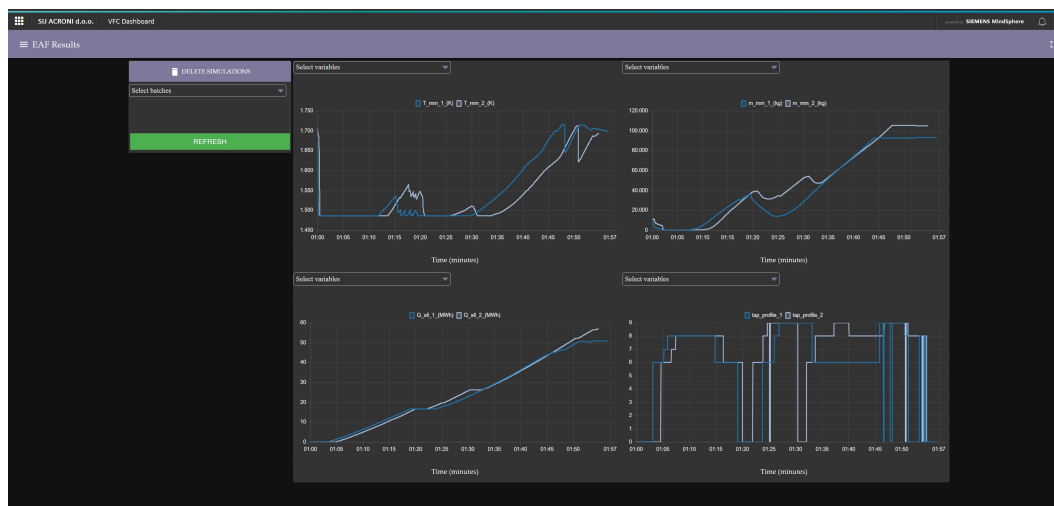 SIJ ACRONI d.o.o. VFC Dashboard powered by SIEMENS MindSphere
EAF Results
DELETE SIMULATIONS
Select batches
REFRESH
Select variables
T_mm_1_(K) T_mm_2_(K)
1.750
1.700
1.650
1.600
1.550
1.500
1.450
01:00 01:05 01:10 01:15 01:20 01:25 01:30 01:35 01:40 01:45 01:50 01:57
Time (minutes)
Select variables
m_mm_1_(kg) m_mm_2_(kg)
120.000
100.000
80.000
60.000
40.000
20.000
0
01:00 01:05 01:10 01:15 01:20 01:25 01:30 01:35 01:40 01:45 01:50 01:57
Time (minutes)
Select variables
Q_all_1_(MWh) Q_all_2_(MWh)
60
50
40
30
20
10
0
01:00 01:05 01:10 01:15 01:20 01:25 01:30 01:35 01:40 01:45 01:50 01:57
Time (minutes)
Select variables
tap_profile_1 tap_profile_2
9
8
7
6
5
4
3
2
1
0
01:00 01:05 01:10 01:15 01:20 01:25 01:30 01:35 01:40 01:45 01:50 01:57
Time (minutes)